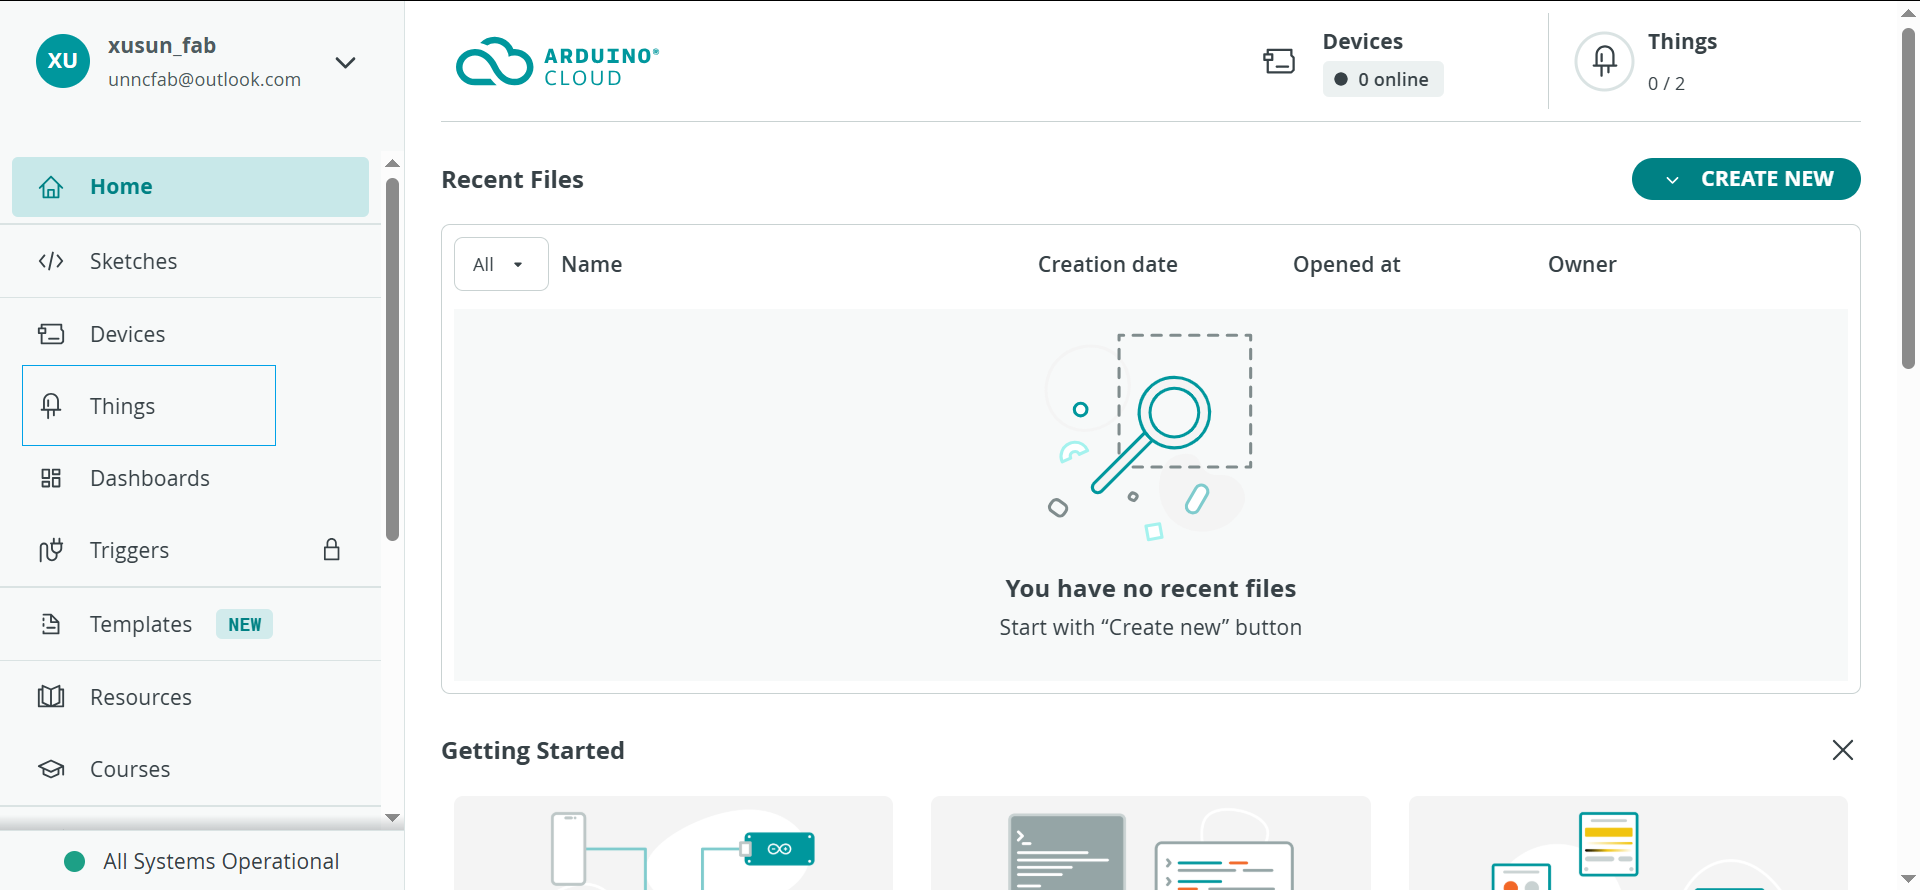 XU
xusun_fab
unncfab@outlook.com
Home
Sketches
Devices
Things
Dashboards
Triggers
Templates NEW
Resources
Courses
All Systems Operational
ARDUINO®
CLOUD
Devices
0 online
Things
0 / 2
Recent Files
CREATE NEW
All Name Creation date Opened at Owner
You have no recent files
Start with “Create new” button
Getting Started